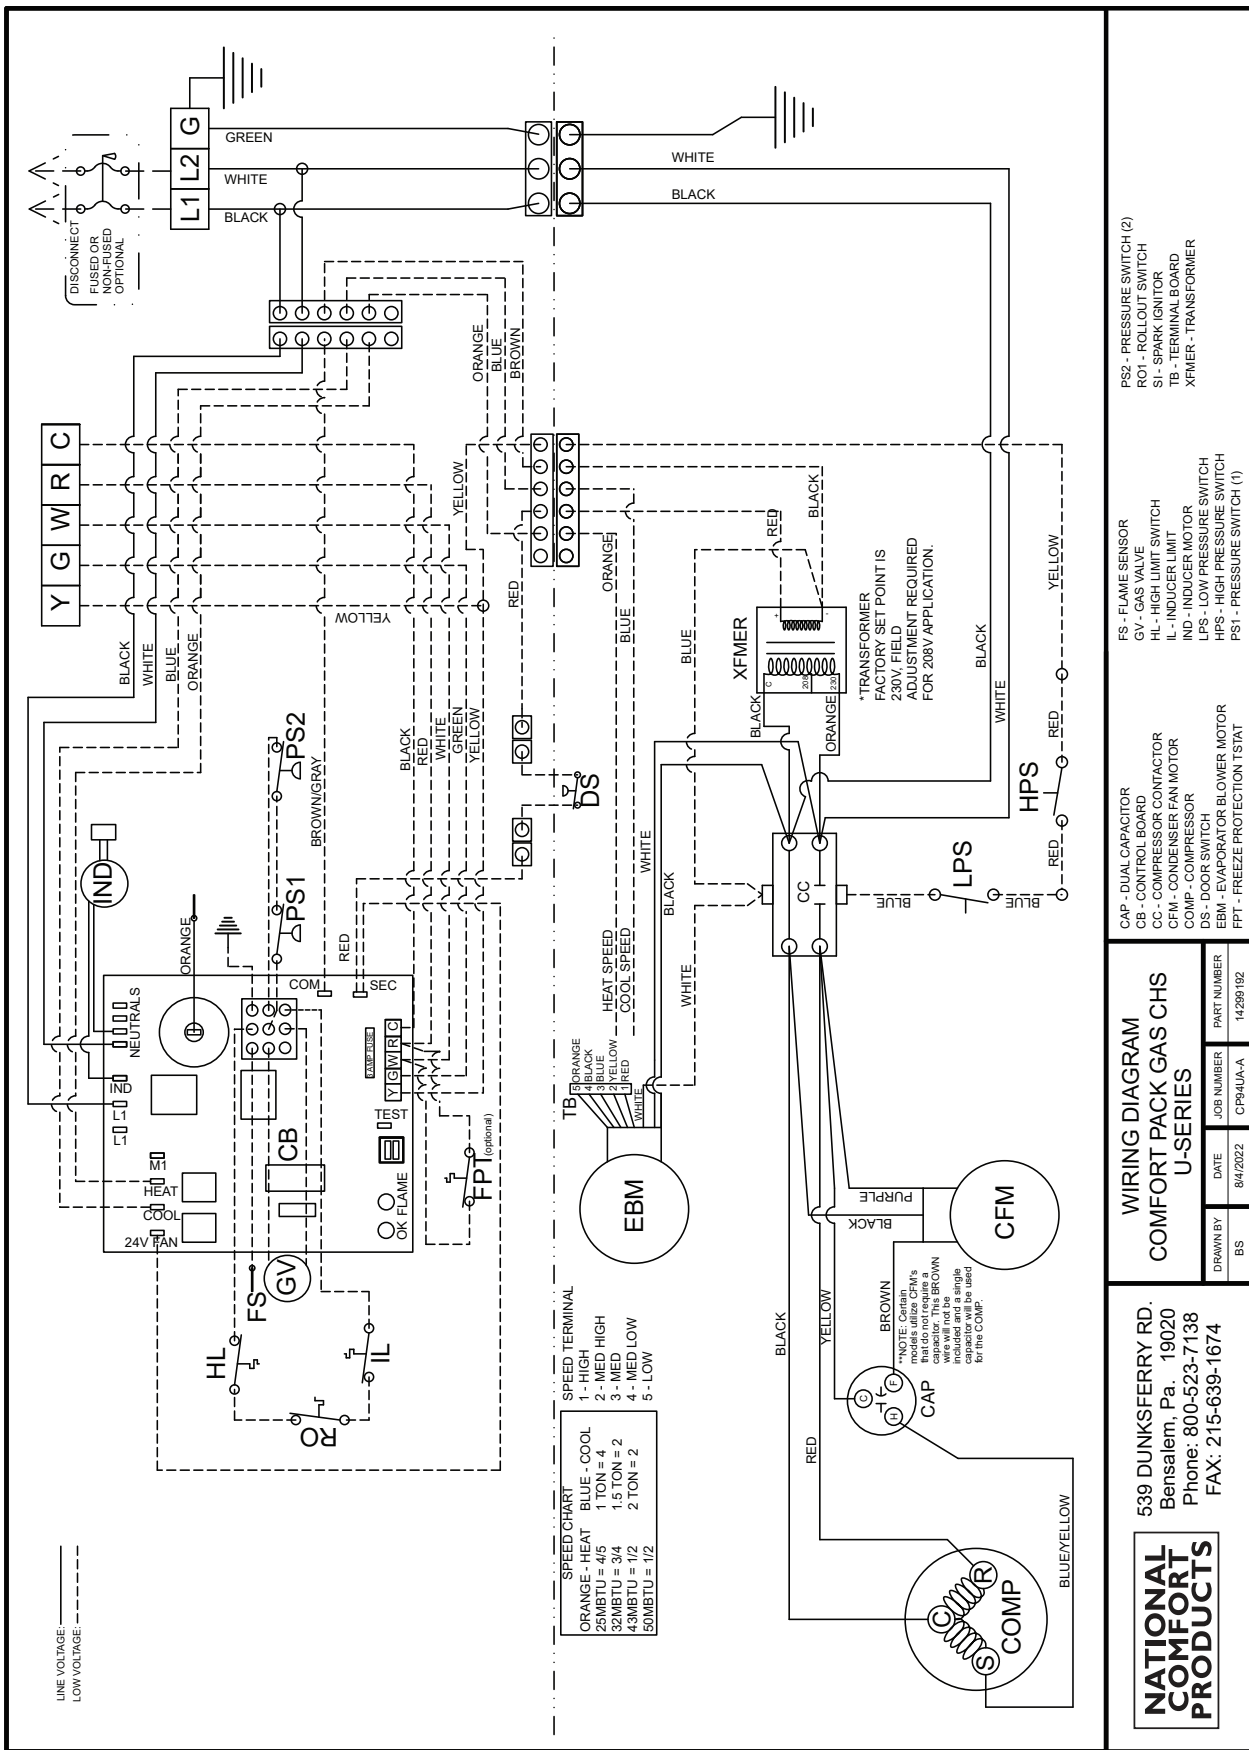 LINE VOLTAGE:
LOW VOLTAGE:
DISCONNECT
FUSED OR
NON-FUSED
OPTIONAL
L1 L2 G
GREEN
WHITE
BLACK
WHITE
BLACK
Y G W R C
BLACK
WHITE
BLUE
ORANGE
YELLOW
ORANGE
BLUE
BROWN
YELLOW
RED
IND
ORANGE
PS1
PS2
BROWN/GRAY
BLACK
RED
WHITE
GREEN
YELLOW
RED
COM
SEC
NEUTRALS
IND
L1
L1
M1
HEAT
COOL
24V FAN
CB
3 AMP FUSE
Y G W R C
TEST
OK FLAME
FPT (optional)
FS
GV
HL
IL
RO
DS
ORANGE
BLUE
RED
BLACK
BLUE
XFMER
+
-
C
208
230
*TRANSFORMER
FACTORY SET POINT IS
230V, FIELD
ADJUSTMENT REQUIRED
FOR 208V APPLICATION.
BLACK
ORANGE
BLACK
WHITE
YELLOW
RED
HPS
RED
LPS
BLUE
BLUE
CC
WHITE
BLACK
HEAT SPEED
COOL SPEED
WHITE
TB
5 ORANGE
4 BLACK
3 BLUE
2 YELLOW
1 RED
WHITE
EBM
SPEED TERMINAL
1 - HIGH
2 - MED HIGH
3 - MED
4 - MED LOW
5 - LOW
SPEED CHART
ORANGE - HEAT BLUE - COOL
25MBTU = 4/5 1 TON = 4
32MBTU = 3/4 1.5 TON = 2
43MBTU = 1/2 2 TON = 2
50MBTU = 1/2
PURPLE
BLACK
CFM
BROWN
**NOTE: Certain
models utilize CFM's
that do not require a
capacitor. This BROWN
wire will not be
included and a single
capacitor will be used
for the COMP.
BLACK
YELLOW
RED
C
F
H
CAP
BLUE/YELLOW
C
R
S
COMP
CAP - DUAL CAPACITOR
CB - CONTROL BOARD
CC - COMPRESSOR CONTACTOR
CFM - CONDENSER FAN MOTOR
COMP - COMPRESSOR
DS - DOOR SWITCH
EBM - EVAPORATOR BLOWER MOTOR
FPT - FREEZE PROTECTION TSTAT
FS - FLAME SENSOR
GV - GAS VALVE
HL - HIGH LIMIT SWITCH
IL - INDUCER LIMIT
IND - INDUCER MOTOR
LPS - LOW PRESSURE SWITCH
HPS - HIGH PRESSURE SWITCH
PS1 - PRESSURE SWITCH (1)
PS2 - PRESSURE SWITCH (2)
RO1 - ROLLOUT SWITCH
SI - SPARK IGNITOR
TB - TERMINAL BOARD
XFMER - TRANSFORMER
WIRING DIAGRAM
COMFORT PACK GAS CHS
U-SERIES
DRAWN BY DATE JOB NUMBER PART NUMBER
BS 8/4/2022 CP94UA-A 14299192
NATIONAL
COMFORT
PRODUCTS
539 DUNKSFERRY RD.
Bensalem, Pa. 19020
Phone: 800-523-7138
FAX: 215-639-1674